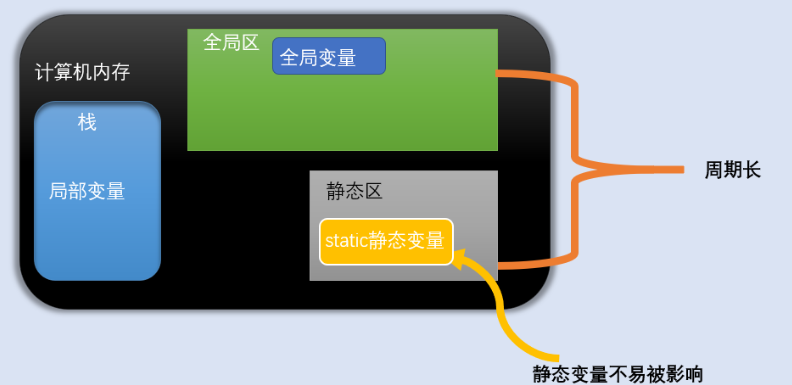 全局区
全局变量
计算机内存
栈
局部变量
周期长
静态区
static静态变量
静态变量不易被影响